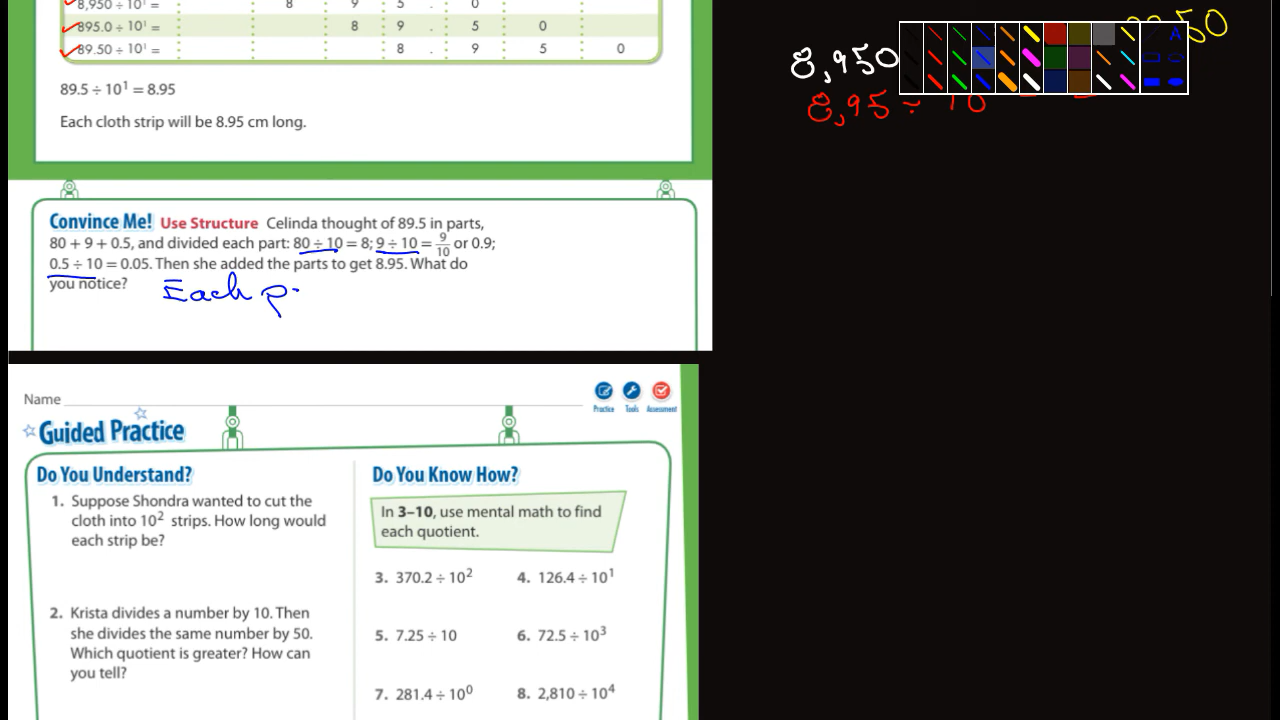 8,950 ÷ 10¹ = 8 9 5 . 0
895.0 ÷ 10¹ = 8 9 . 5 0
89.50 ÷ 10¹ = 8 . 9 5 0
89.5 ÷ 10¹ = 8.95
Each cloth strip will be 8.95 cm long.
8,950
8,95 ÷ 10
Convince Me! Use Structure Celinda thought of 89.5 in parts,
80 + 9 + 0.5, and divided each part: 80 ÷ 10 = 8; 9 ÷ 10 = 9/10 or 0.9;
0.5 ÷ 10 = 0.05. Then she added the parts to get 8.95. What do
you notice? Each p
Name
Practice Tools Assessment
Guided Practice
Do You Understand?
1. Suppose Shondra wanted to cut the
cloth into 10² strips. How long would
each strip be?
2. Krista divides a number by 10. Then
she divides the same number by 50.
Which quotient is greater? How can
you tell?
Do You Know How?
In 3–10, use mental math to find
each quotient.
3. 370.2 ÷ 10² 4. 126.4 ÷ 10¹
5. 7.25 ÷ 10 6. 72.5 ÷ 10³
7. 281.4 ÷ 10⁰ 8. 2,810 ÷ 10⁴